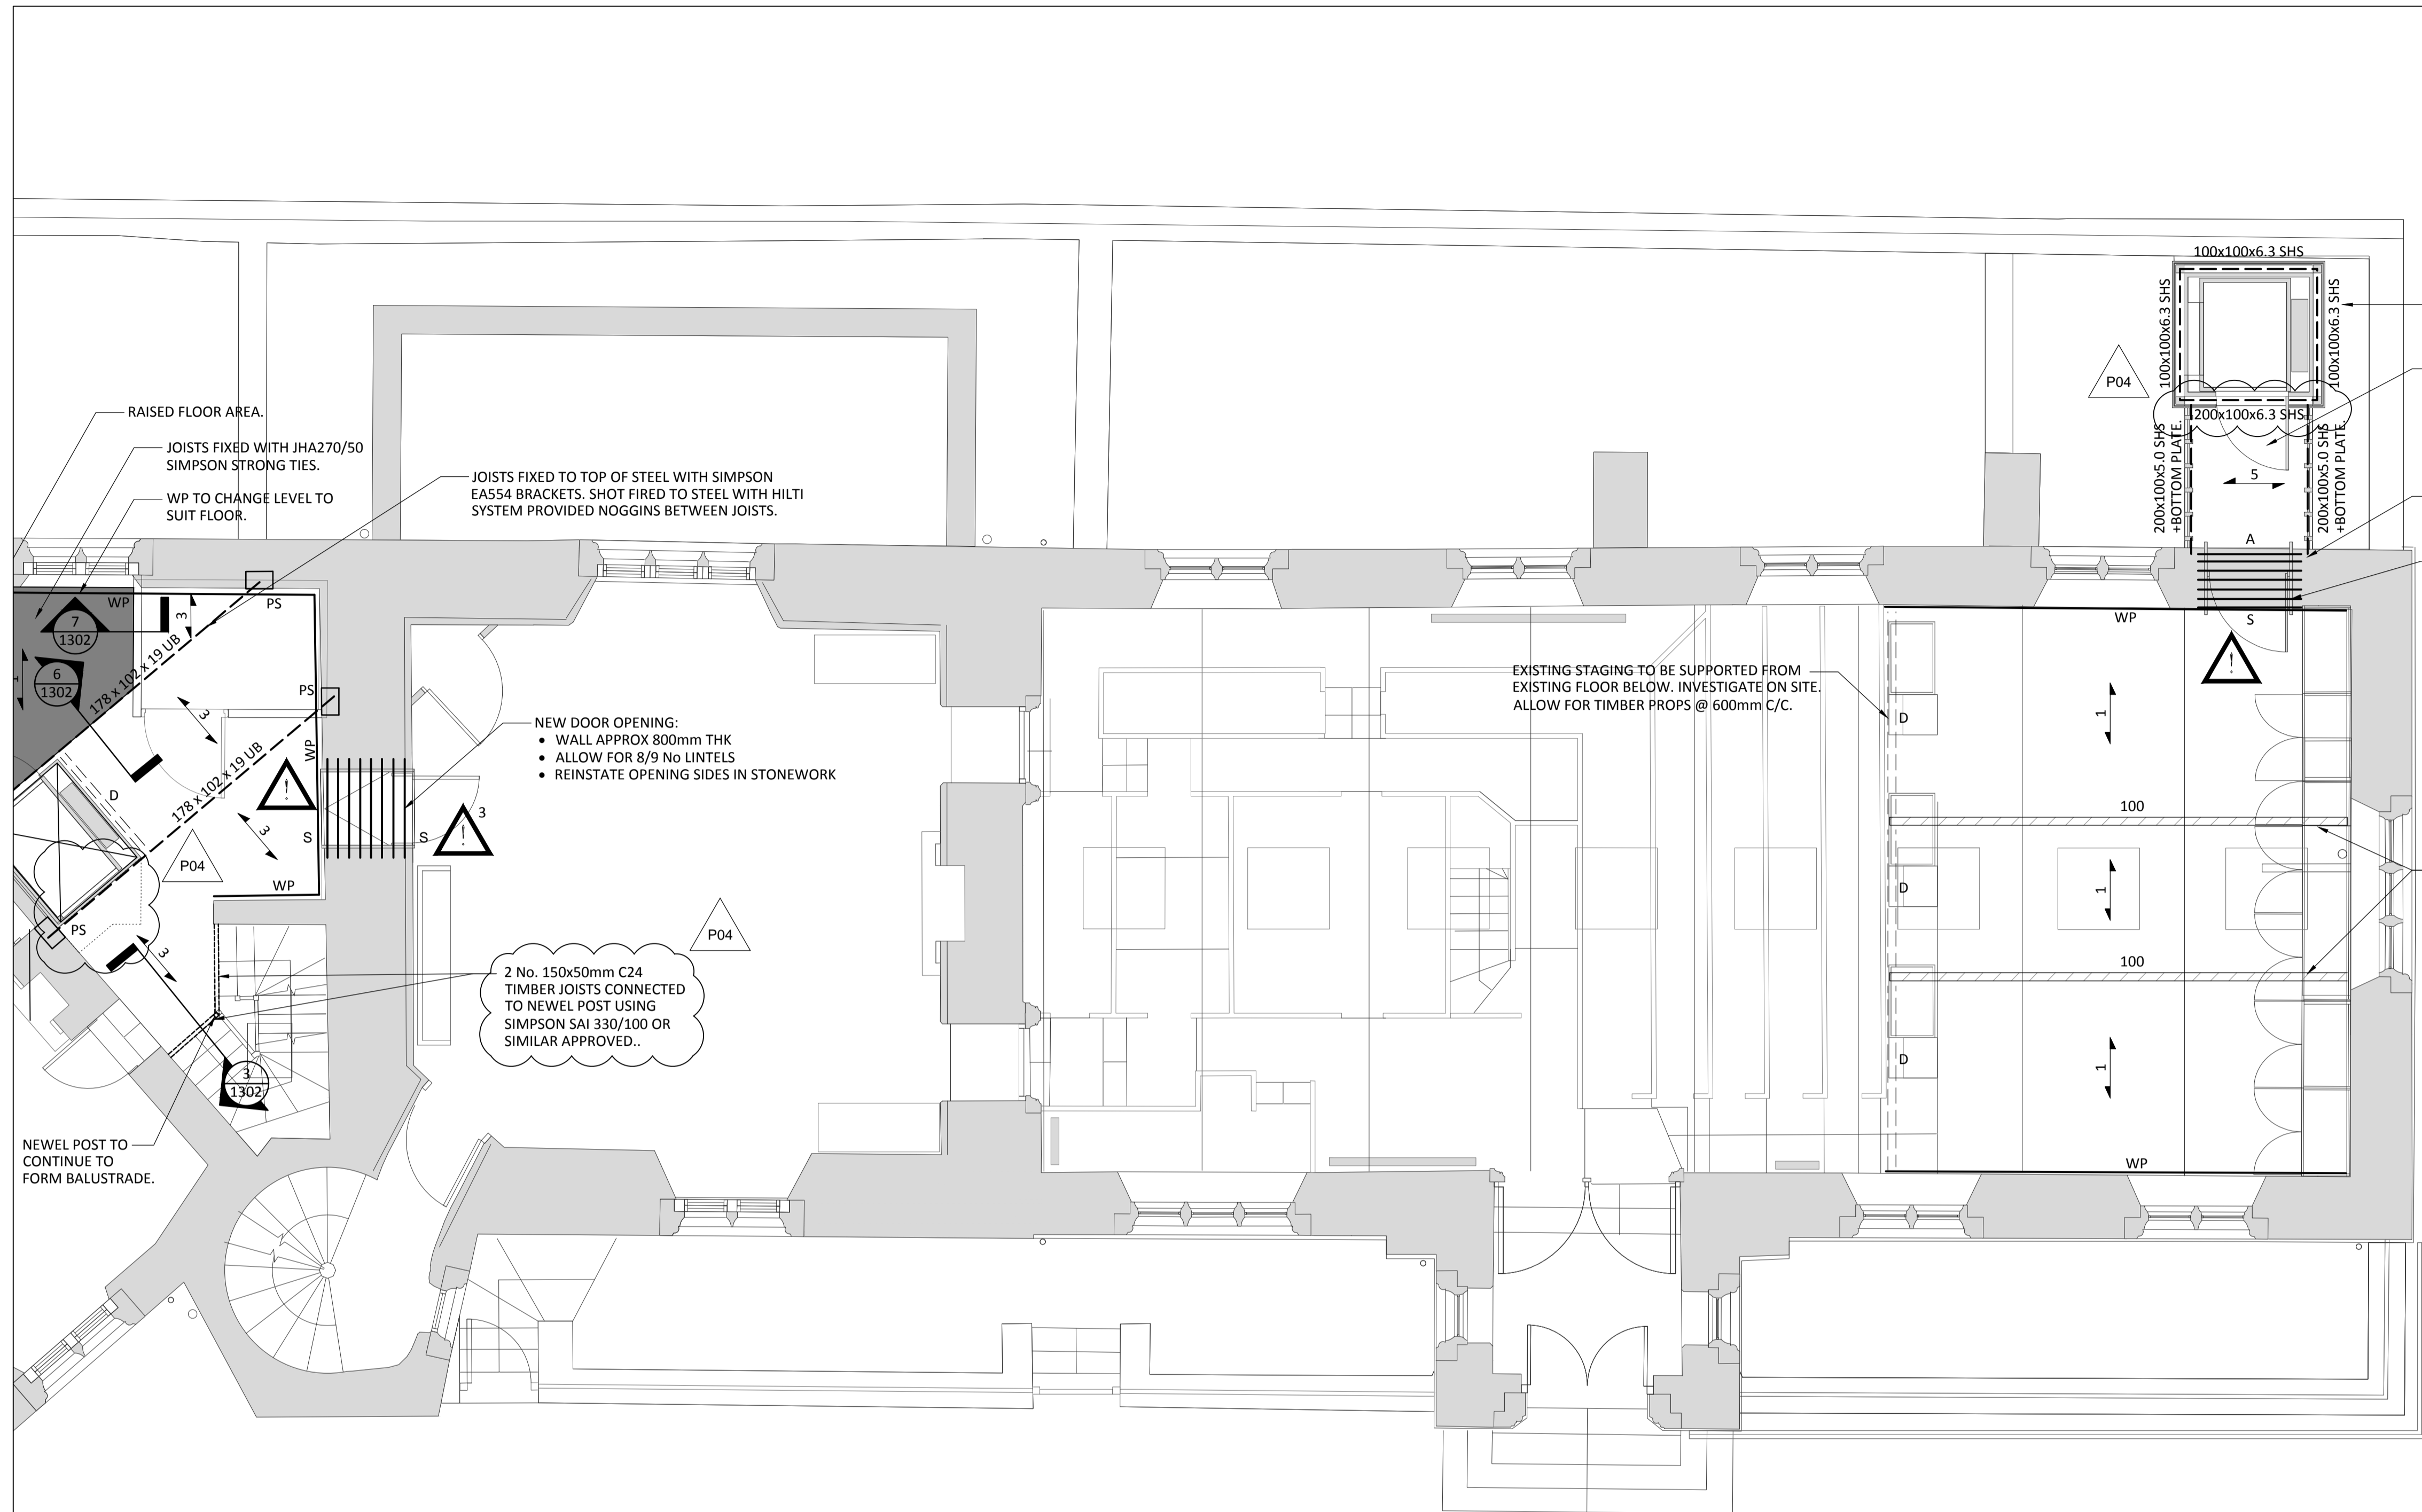 100x100x6.3 SHS
100x100x6.3 SHS
100x100x6.3 SHS
P04
200x100x6.3 SHS
200x100x5.0 SHS
+BOTTOM PLATE.
200x100x5.0 SHS
+BOTTOM PLATE.
5
A
S
WP
!
RAISED FLOOR AREA.
JOISTS FIXED WITH JHA270/50
SIMPSON STRONG TIES.
WP TO CHANGE LEVEL TO
SUIT FLOOR.
JOISTS FIXED TO TOP OF STEEL WITH SIMPSON
EA554 BRACKETS. SHOT FIRED TO STEEL WITH HILTI
SYSTEM PROVIDED NOGGINS BETWEEN JOISTS.
WP
3
PS
7
1302
6
1302
1
178 x 102 x 19 UB
PS
3
WP
178 x 102 x 19 UB
D
!
3
S
S
!
3
P04
WP
PS
3
NEW DOOR OPENING:
• WALL APPROX 800mm THK
• ALLOW FOR 8/9 No LINTELS
• REINSTATE OPENING SIDES IN STONEWORK
P04
2 No. 150x50mm C24
TIMBER JOISTS CONNECTED
TO NEWEL POST USING
SIMPSON SAI 330/100 OR
SIMILAR APPROVED..
3
1302
NEWEL POST TO
CONTINUE TO
FORM BALUSTRADE.
EXISTING STAGING TO BE SUPPORTED FROM
EXISTING FLOOR BELOW. INVESTIGATE ON SITE.
ALLOW FOR TIMBER PROPS @ 600mm C/C.
D
1
100
D
1
100
D
1
WP